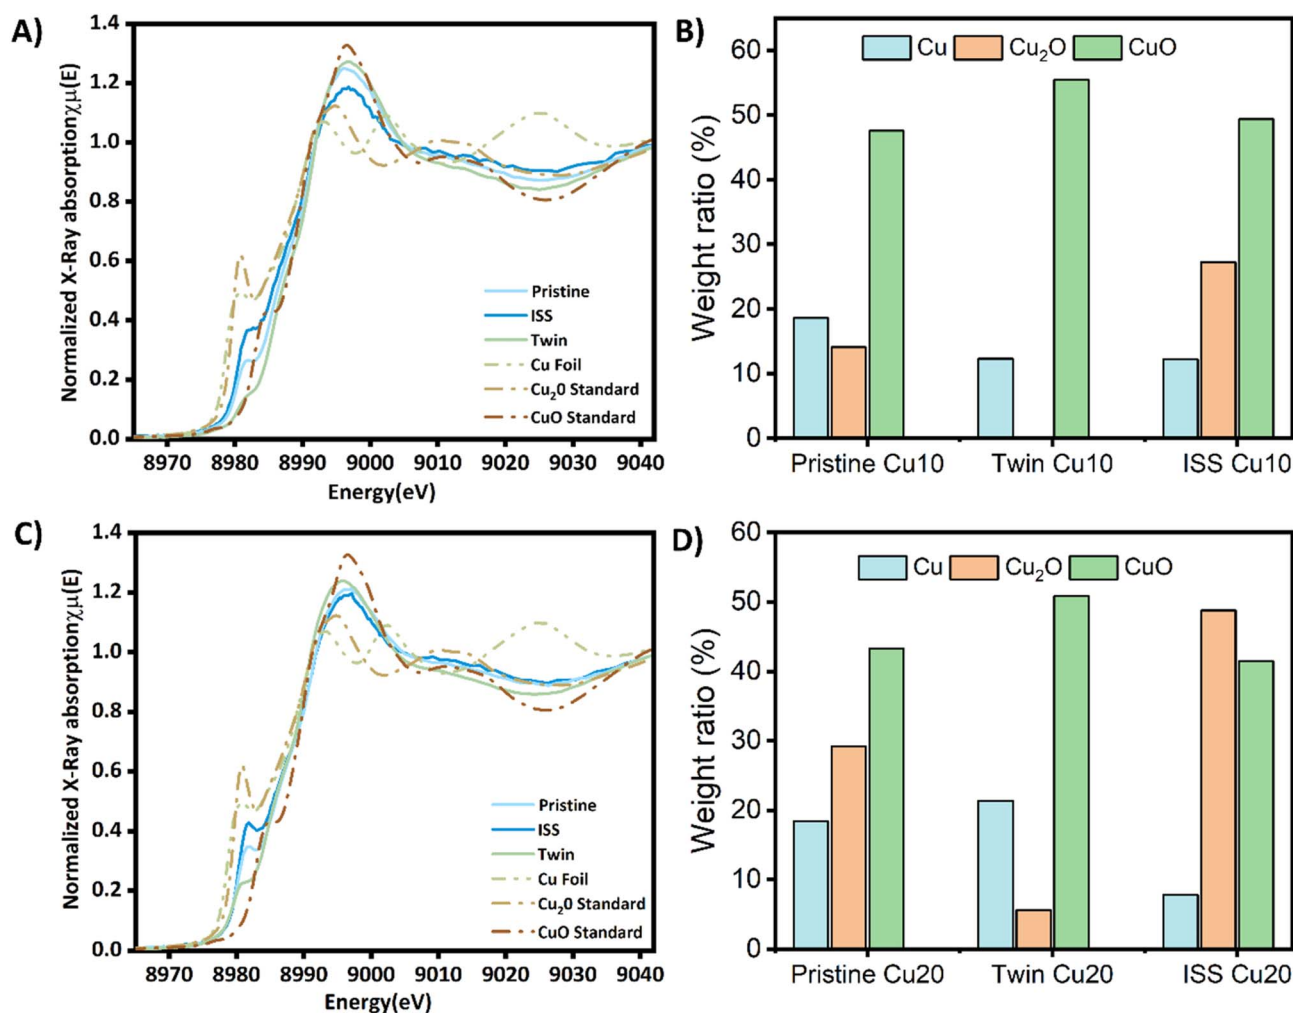 A)
Normalized X-Ray absorptionχμ(E)
1.4
1.2
1.0
0.8
0.6
0.4
0.2
0.0
Pristine
ISS
Twin
Cu Foil
Cu₂0 Standard
CuO Standard
8970 8980 8990 9000 9010 9020 9030 9040
Energy(eV)
B)
Weight ratio (%)
60
50
40
30
20
10
0
Cu Cu₂O CuO
Pristine Cu10 Twin Cu10 ISS Cu10
C)
Normalized X-Ray absorptionχμ(E)
1.4
1.2
1.0
0.8
0.6
0.4
0.2
0.0
Pristine
ISS
Twin
Cu Foil
Cu₂0 Standard
CuO Standard
8970 8980 8990 9000 9010 9020 9030 9040
Energy(eV)
D)
Weight ratio (%)
60
50
40
30
20
10
0
Cu Cu₂O CuO
Pristine Cu20 Twin Cu20 ISS Cu20